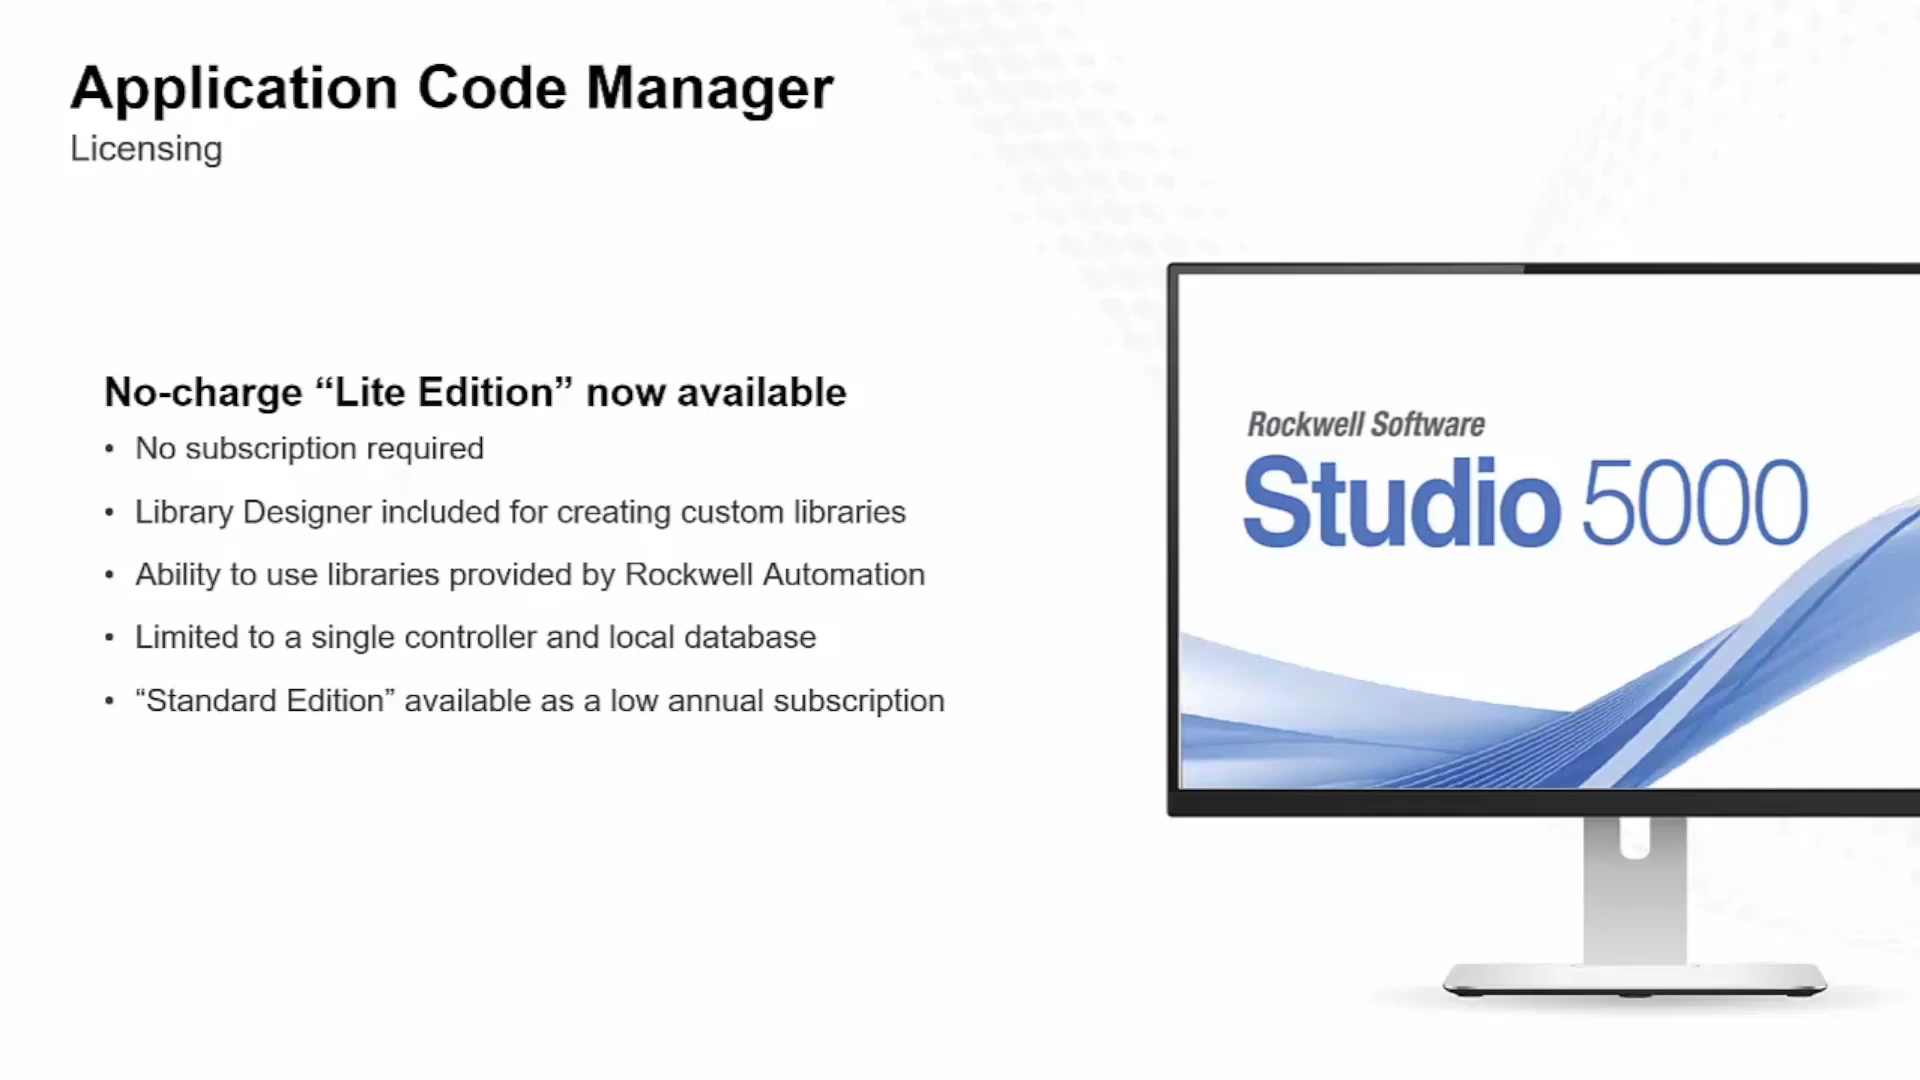 Application Code Manager
Licensing
No-charge “Lite Edition” now available
• No subscription required
• Library Designer included for creating custom libraries
• Ability to use libraries provided by Rockwell Automation
• Limited to a single controller and local database
• “Standard Edition” available as a low annual subscription
Rockwell Software
Studio 5000